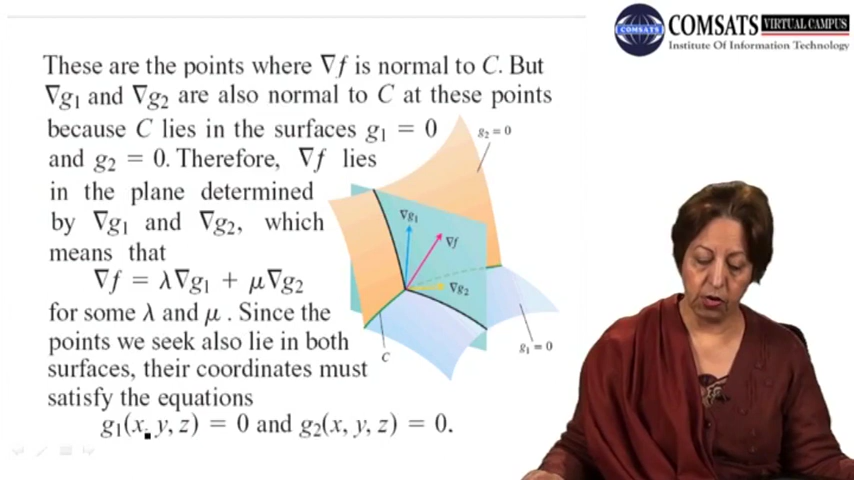 COMSATS VIRTUAL CAMPUS
COMSATS
Institute Of Information Technology
These are the points where ∇f is normal to C. But
∇g₁ and ∇g₂ are also normal to C at these points
because C lies in the surfaces g₁ = 0
and g₂ = 0. Therefore, ∇f lies
in the plane determined
by ∇g₁ and ∇g₂, which
means that
∇f = λ∇g₁ + μ∇g₂
for some λ and μ . Since the
points we seek also lie in both
surfaces, their coordinates must
satisfy the equations
g₁(x, y, z) = 0 and g₂(x, y, z) = 0.
g₂ = 0
∇g₁
∇f
∇g₂
g₁ = 0
C